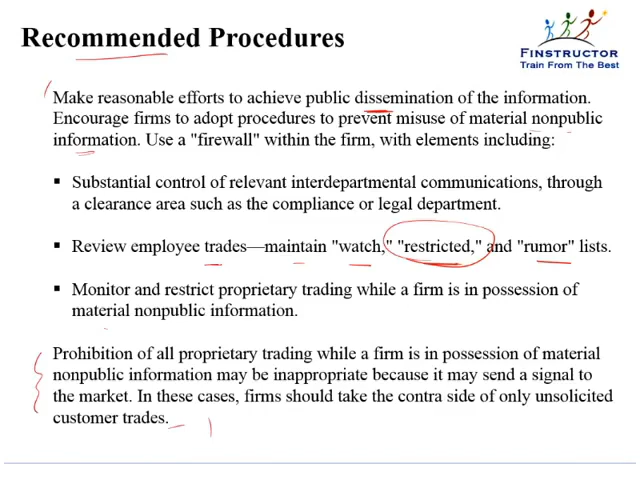 Recommended Procedures
FINSTRUCTOR
Train From The Best
Make reasonable efforts to achieve public dissemination of the information.
Encourage firms to adopt procedures to prevent misuse of material nonpublic
information. Use a "firewall" within the firm, with elements including:
▪ Substantial control of relevant interdepartmental communications, through
a clearance area such as the compliance or legal department.
▪ Review employee trades—maintain "watch," "restricted," and "rumor" lists.
▪ Monitor and restrict proprietary trading while a firm is in possession of
material nonpublic information.
Prohibition of all proprietary trading while a firm is in possession of material
nonpublic information may be inappropriate because it may send a signal to
the market. In these cases, firms should take the contra side of only unsolicited
customer trades.